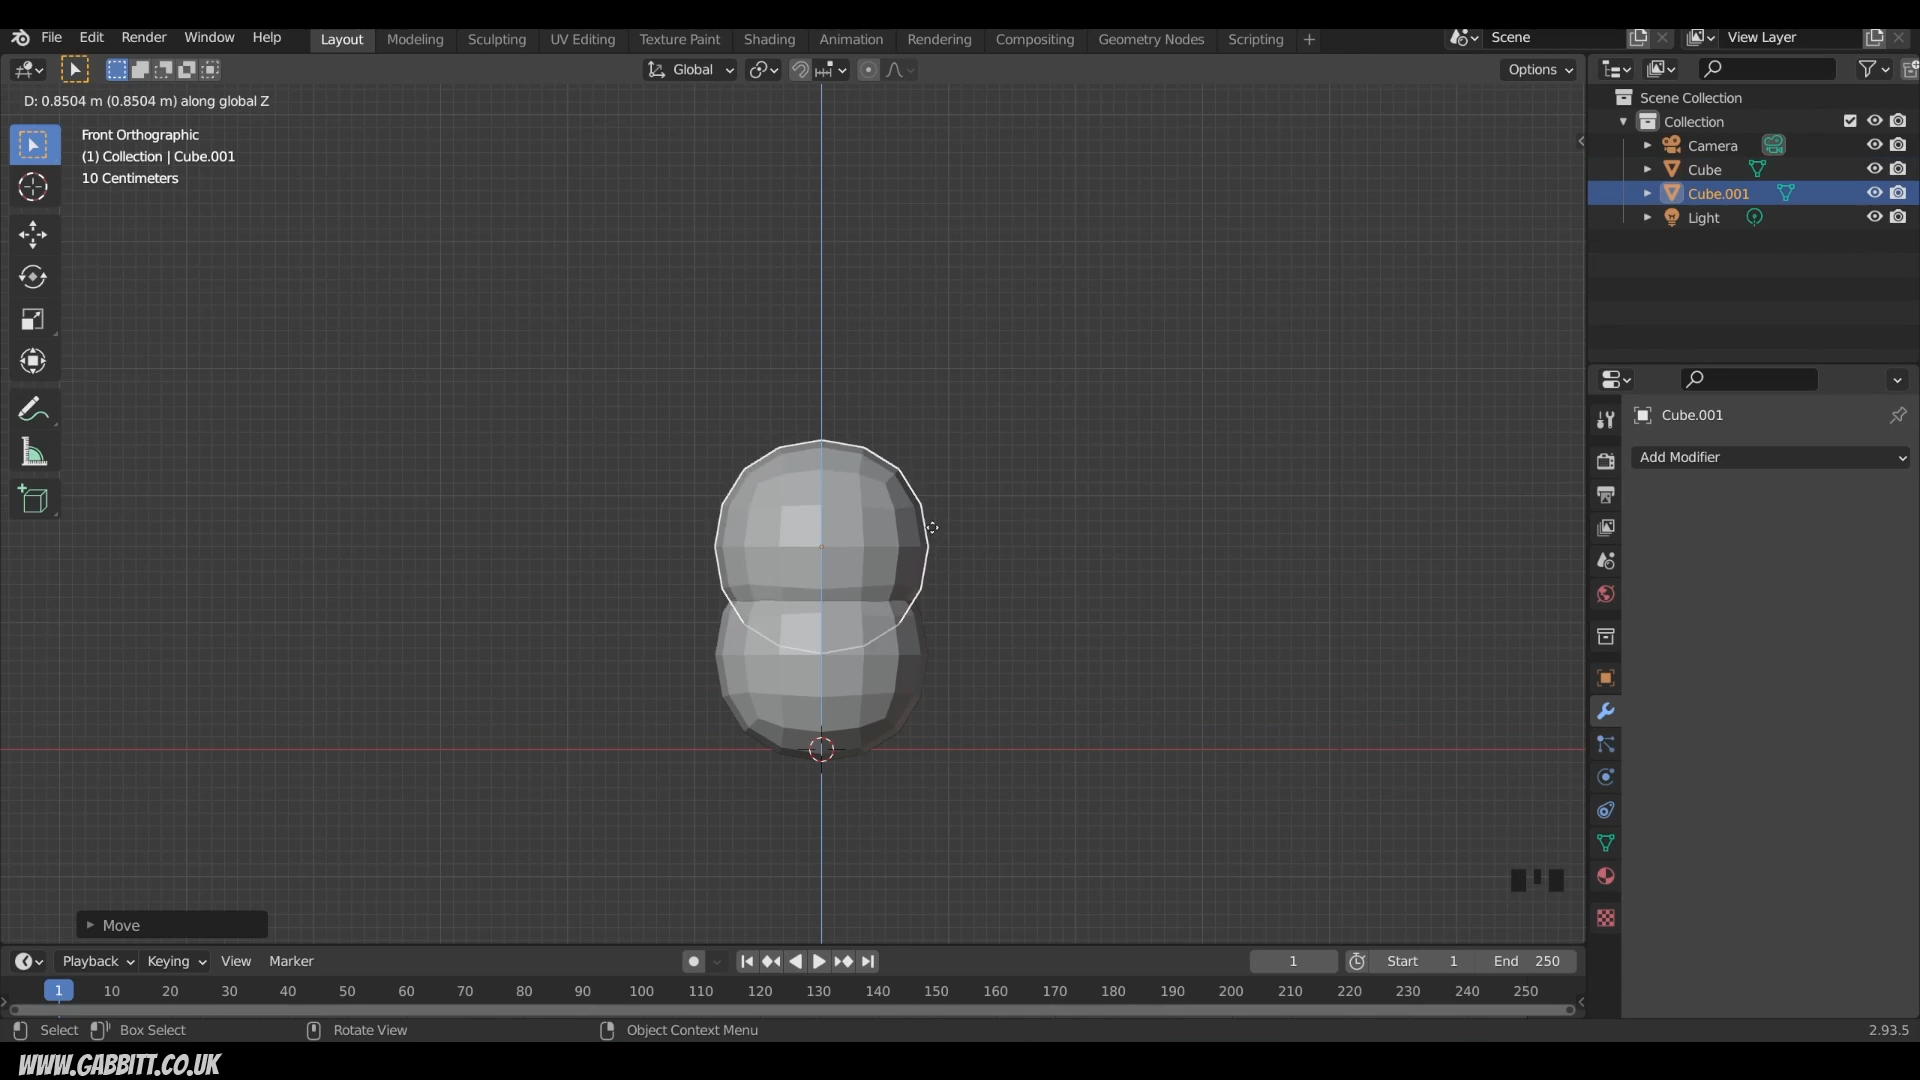 File Edit Render Window Help Layout Modeling Sculpting UV Editing Texture Paint Shading Animation Rendering Compositing Geometry Nodes Scripting + Scene View Layer
Global Options
D: 0.8504 m (0.8504 m) along global Z
Front Orthographic
(1) Collection | Cube.001
10 Centimeters
Scene Collection
Collection
Camera
Cube
Cube.001
Light
Cube.001
Add Modifier
Move
Playback Keying View Marker 1 Start 1 End 250
1 10 20 30 40 50 60 70 80 90 100 110 120 130 140 150 160 170 180 190 200 210 220 230 240 250
Select Box Select Rotate View Object Context Menu 2.93.5
WWW.GABBITT.CO.UK